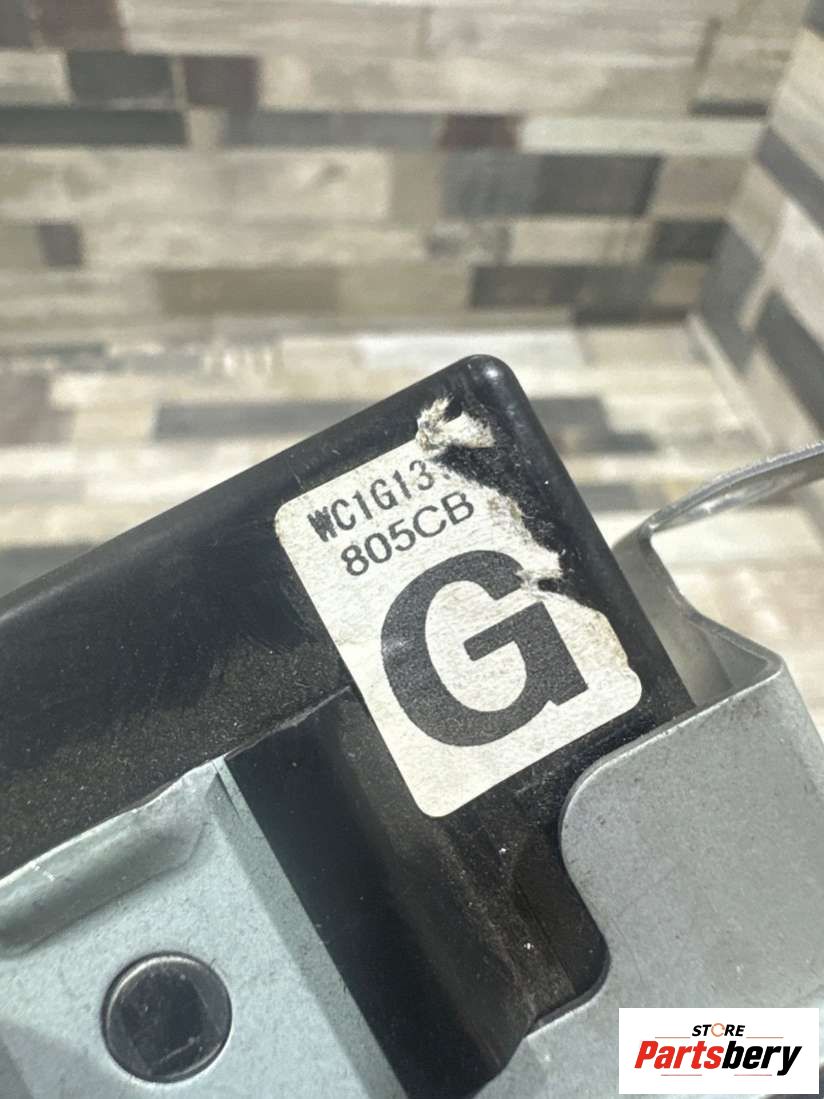 WC1G13
805CB
G
STORE
Partsbery